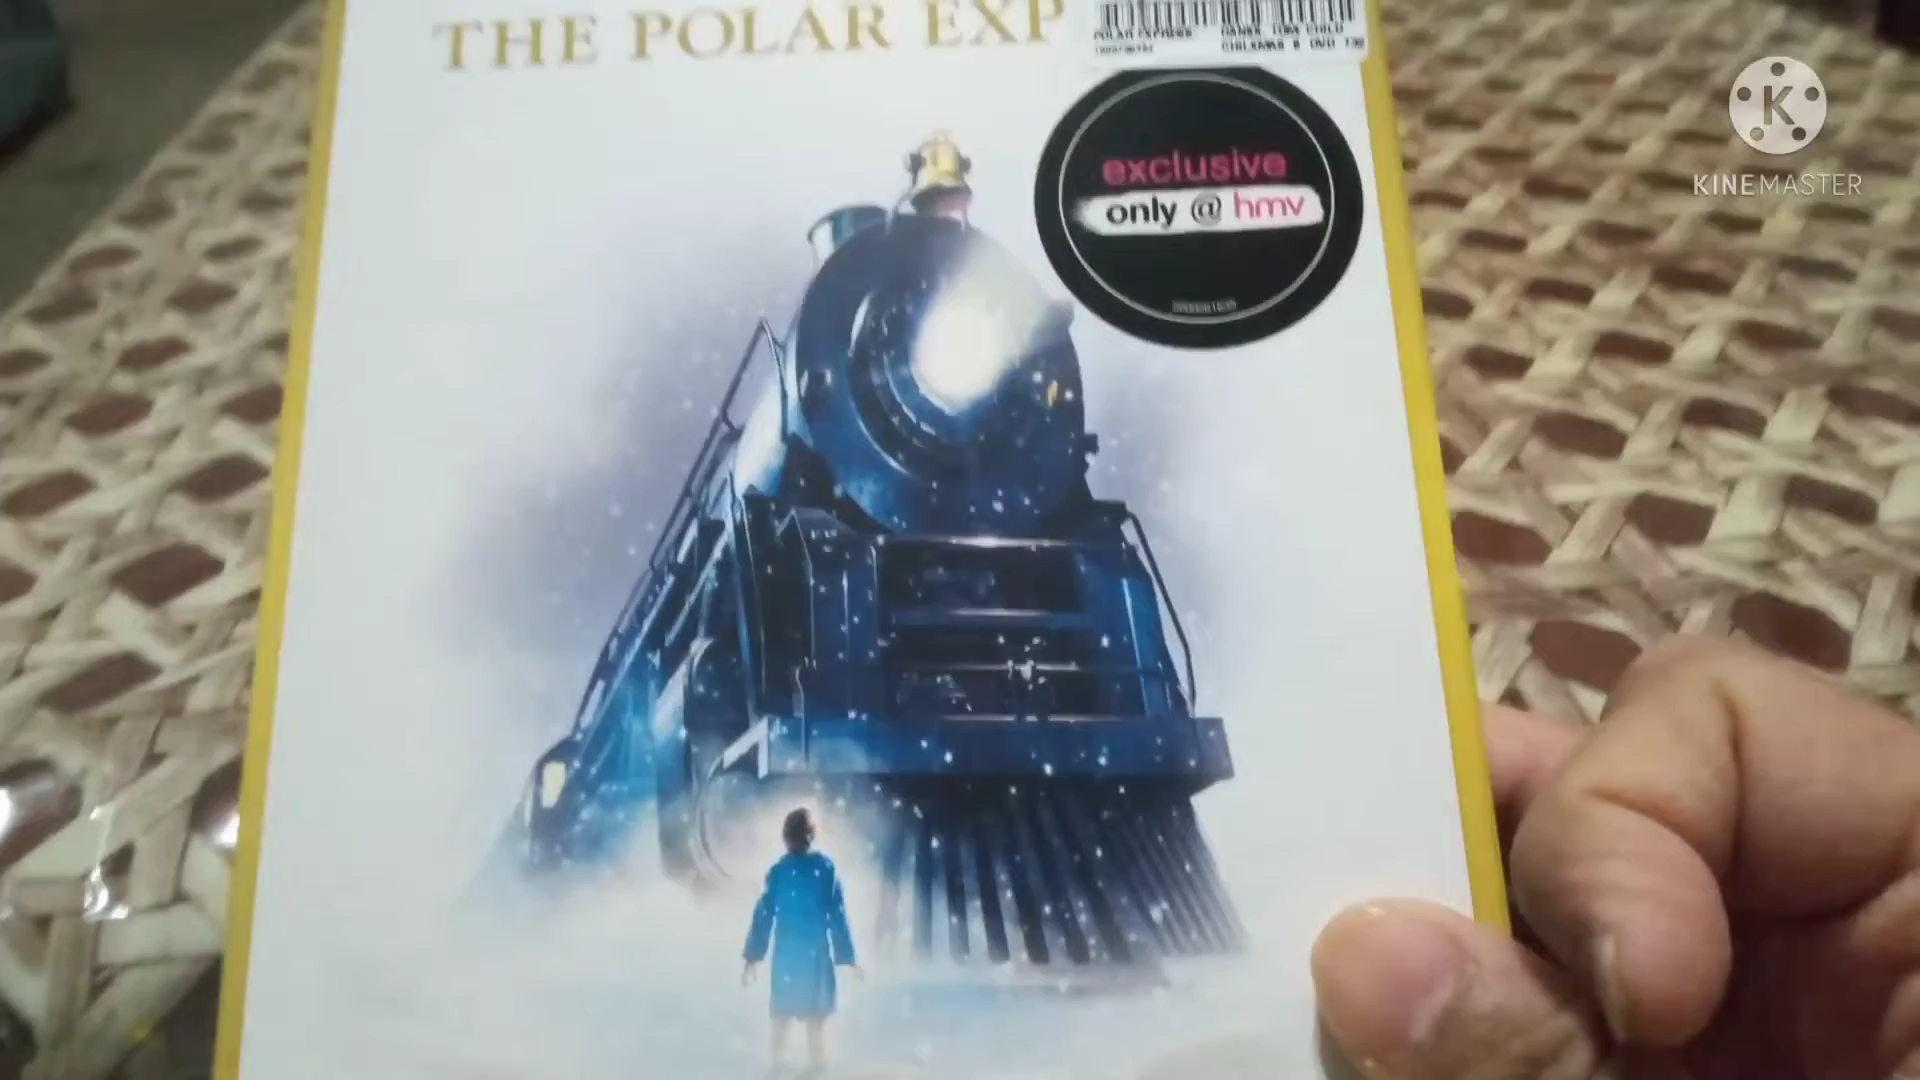 THE POLAR EXP
POLAR EXPRESS HANKS, TOM CHILD
exclusive
only @ hmv
K
KINEMASTER